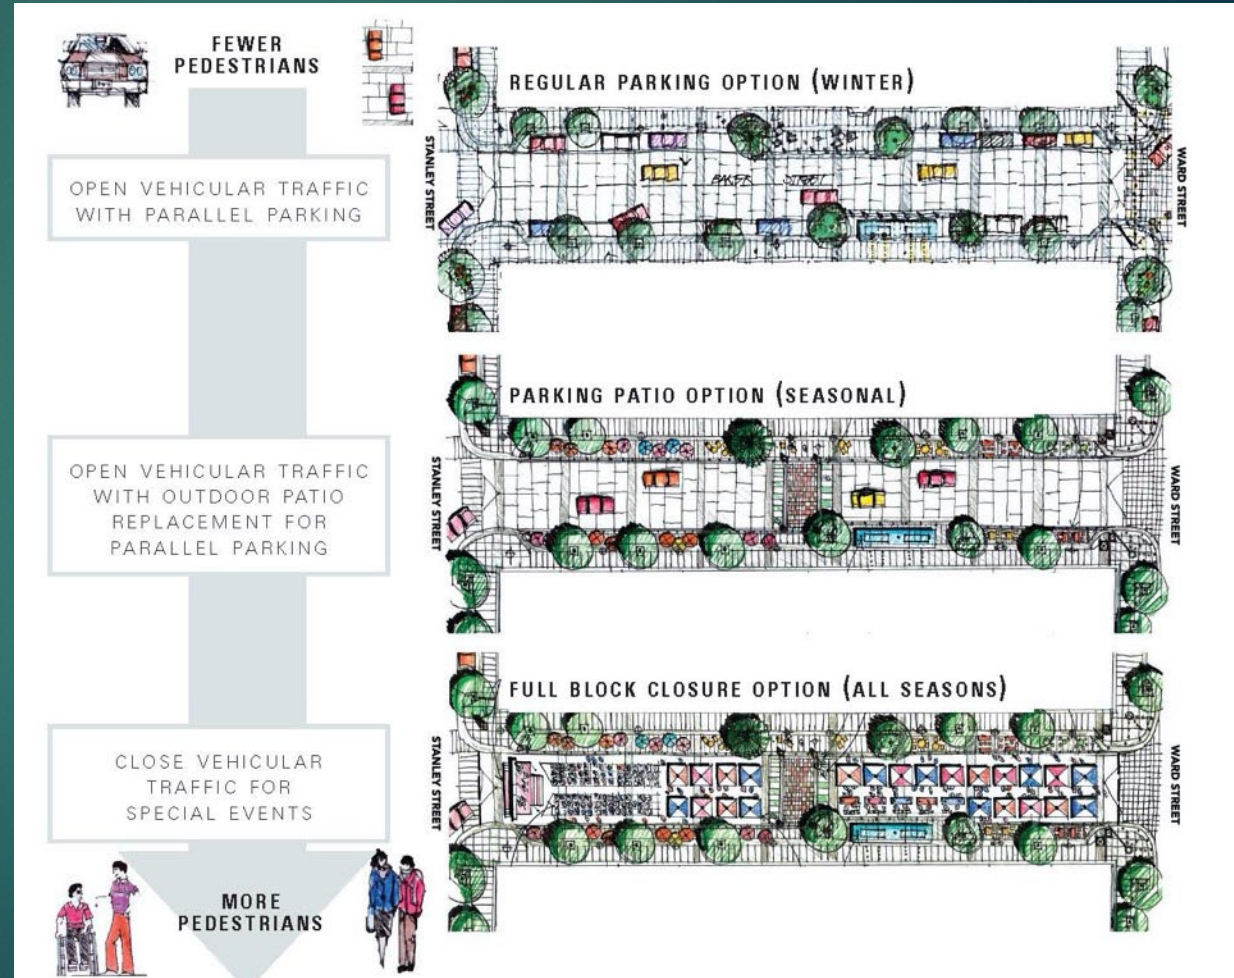 FEWER
PEDESTRIANS
OPEN VEHICULAR TRAFFIC
WITH PARALLEL PARKING
OPEN VEHICULAR TRAFFIC
WITH OUTDOOR PATIO
REPLACEMENT FOR
PARALLEL PARKING
CLOSE VEHICULAR
TRAFFIC FOR
SPECIAL EVENTS
MORE
PEDESTRIANS
REGULAR PARKING OPTION (WINTER)
STANLEY STREET
BAKER STREET
WARD STREET
PARKING PATIO OPTION (SEASONAL)
STANLEY STREET
WARD STREET
FULL BLOCK CLOSURE OPTION (ALL SEASONS)
STANLEY STREET
WARD STREET